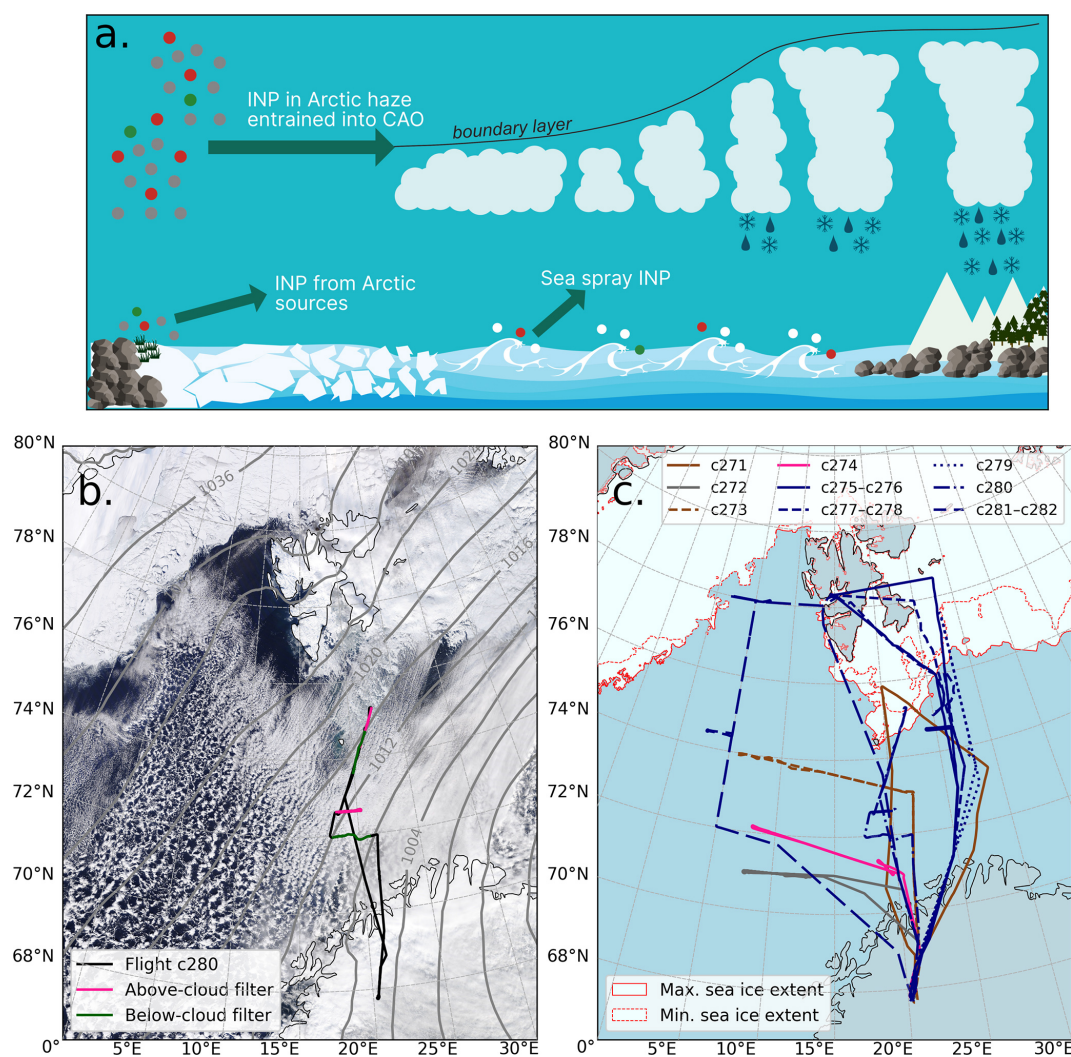 a.
INP in Arctic haze
entrained into CAO
boundary layer
INP from Arctic
sources
Sea spray INP
80°N
78°N
76°N
74°N
72°N
70°N
68°N
0°
5°E
10°E
15°E
20°E
25°E
30°E
b.
1036
1024
1016
1020
1012
1004
Flight c280
Above-cloud filter
Below-cloud filter
80°N
78°N
76°N
74°N
72°N
70°N
68°N
0°
5°E
10°E
15°E
20°E
25°E
30°E
c.
c271
c272
c273
c274
c275–c276
c277–c278
c279
c280
c281–c282
Max. sea ice extent
Min. sea ice extent